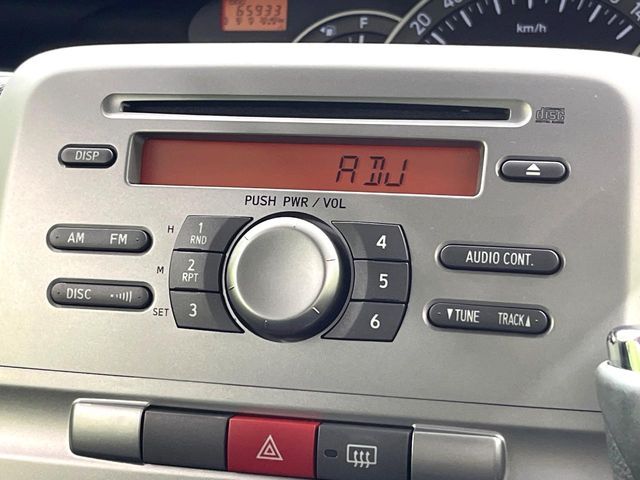 65933
F
20
km/h
disc
DISP
ADJ
PUSH PWR / VOL
H
1
RND
4
AM FM
M
2
RPT
5
AUDIO CONT.
DISC
SET
3
6
▼TUNE TRACK▲